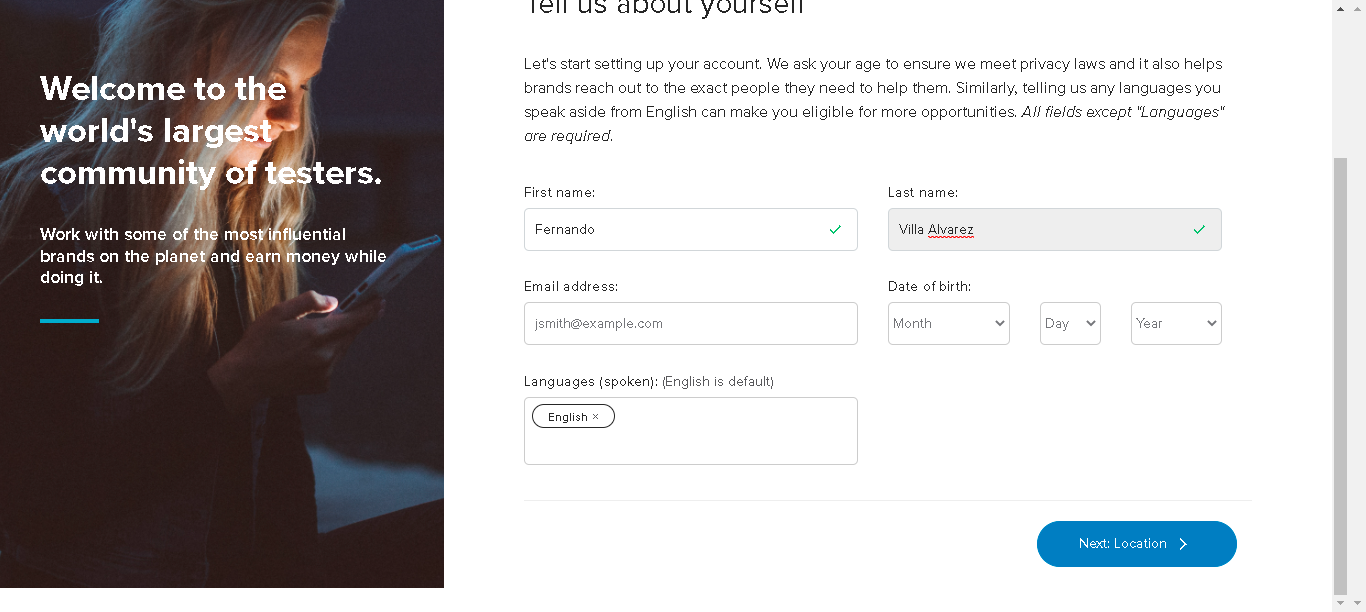 Tell us about yourself
Welcome to the
world's largest
community of testers.
Work with some of the most influential
brands on the planet and earn money while
doing it.
Let's start setting up your account. We ask your age to ensure we meet privacy laws and it also helps
brands reach out to the exact people they need to help them. Similarly, telling us any languages you
speak aside from English can make you eligible for more opportunities. All fields except "Languages"
are required.
First name:
Last name:
Fernando
Villa Alvarez
Email address:
Date of birth:
jsmith@example.com
Month
Day
Year
Languages (spoken): (English is default)
English ×
Next: Location